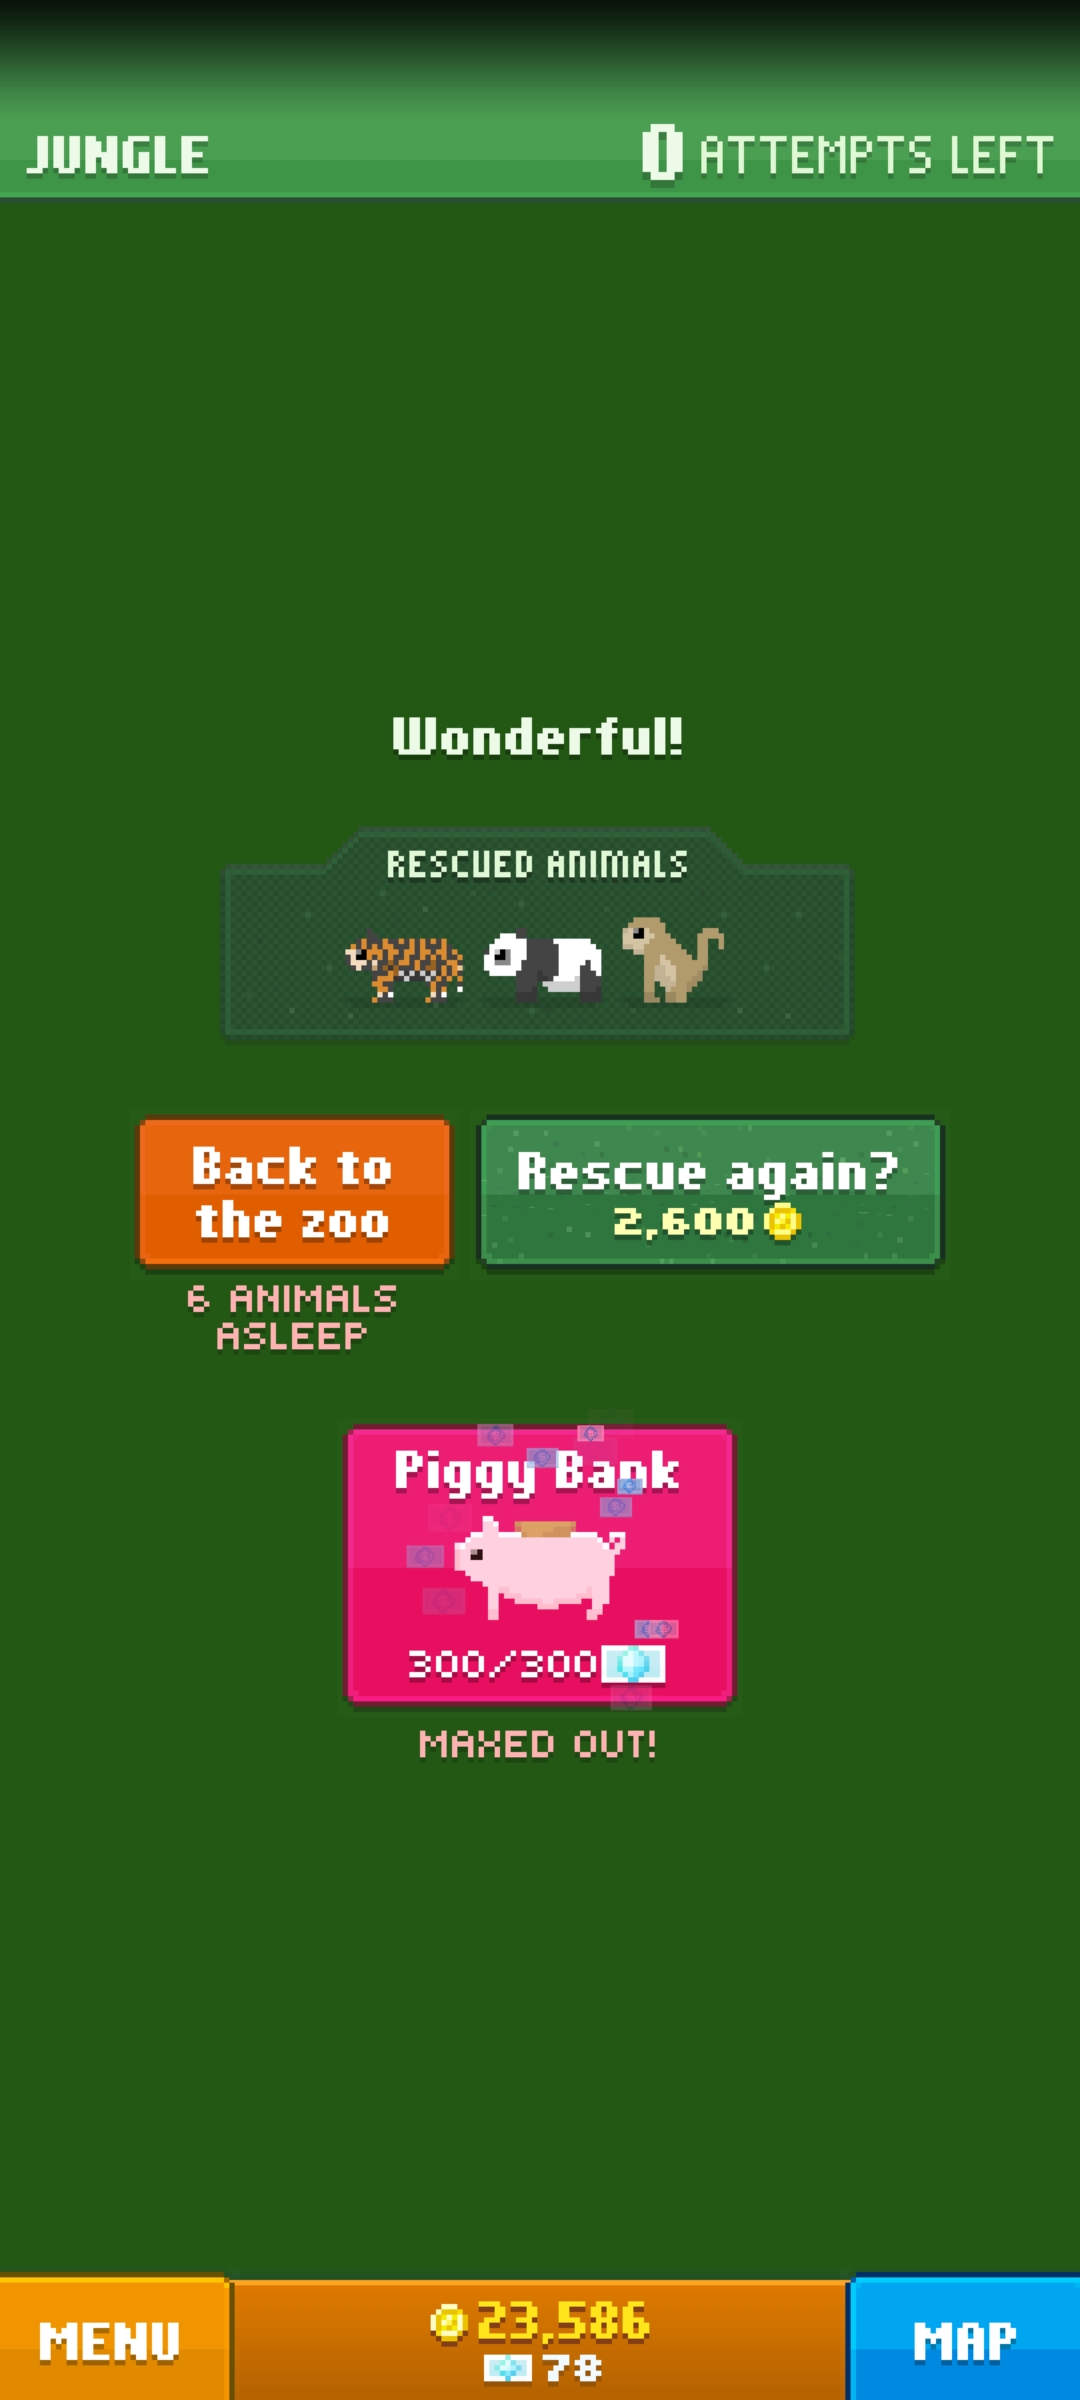 JUNGLE
0 ATTEMPTS LEFT
Wonderful!
RESCUED ANIMALS
Back to
the zoo
Rescue again?
2,600
6 ANIMALS
ASLEEP
Piggy Bank
300/300
MAXED OUT!
MENU
23,586
78
MAP